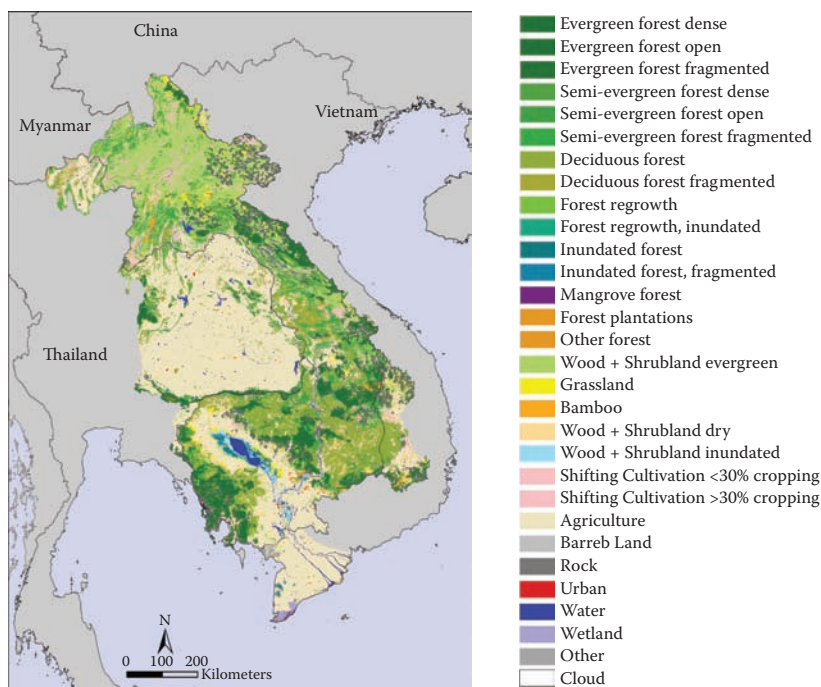 China
Myanmar
Vietnam
Thailand
N
0 100 200
Kilometers
Evergreen forest dense
Evergreen forest open
Evergreen forest fragmented
Semi-evergreen forest dense
Semi-evergreen forest open
Semi-evergreen forest fragmented
Deciduous forest
Deciduous forest fragmented
Forest regrowth
Forest regrowth, inundated
Inundated forest
Inundated forest, fragmented
Mangrove forest
Forest plantations
Other forest
Wood + Shrubland evergreen
Grassland
Bamboo
Wood + Shrubland dry
Wood + Shrubland inundated
Shifting Cultivation <30% cropping
Shifting Cultivation >30% cropping
Agriculture
Barreb Land
Rock
Urban
Water
Wetland
Other
Cloud